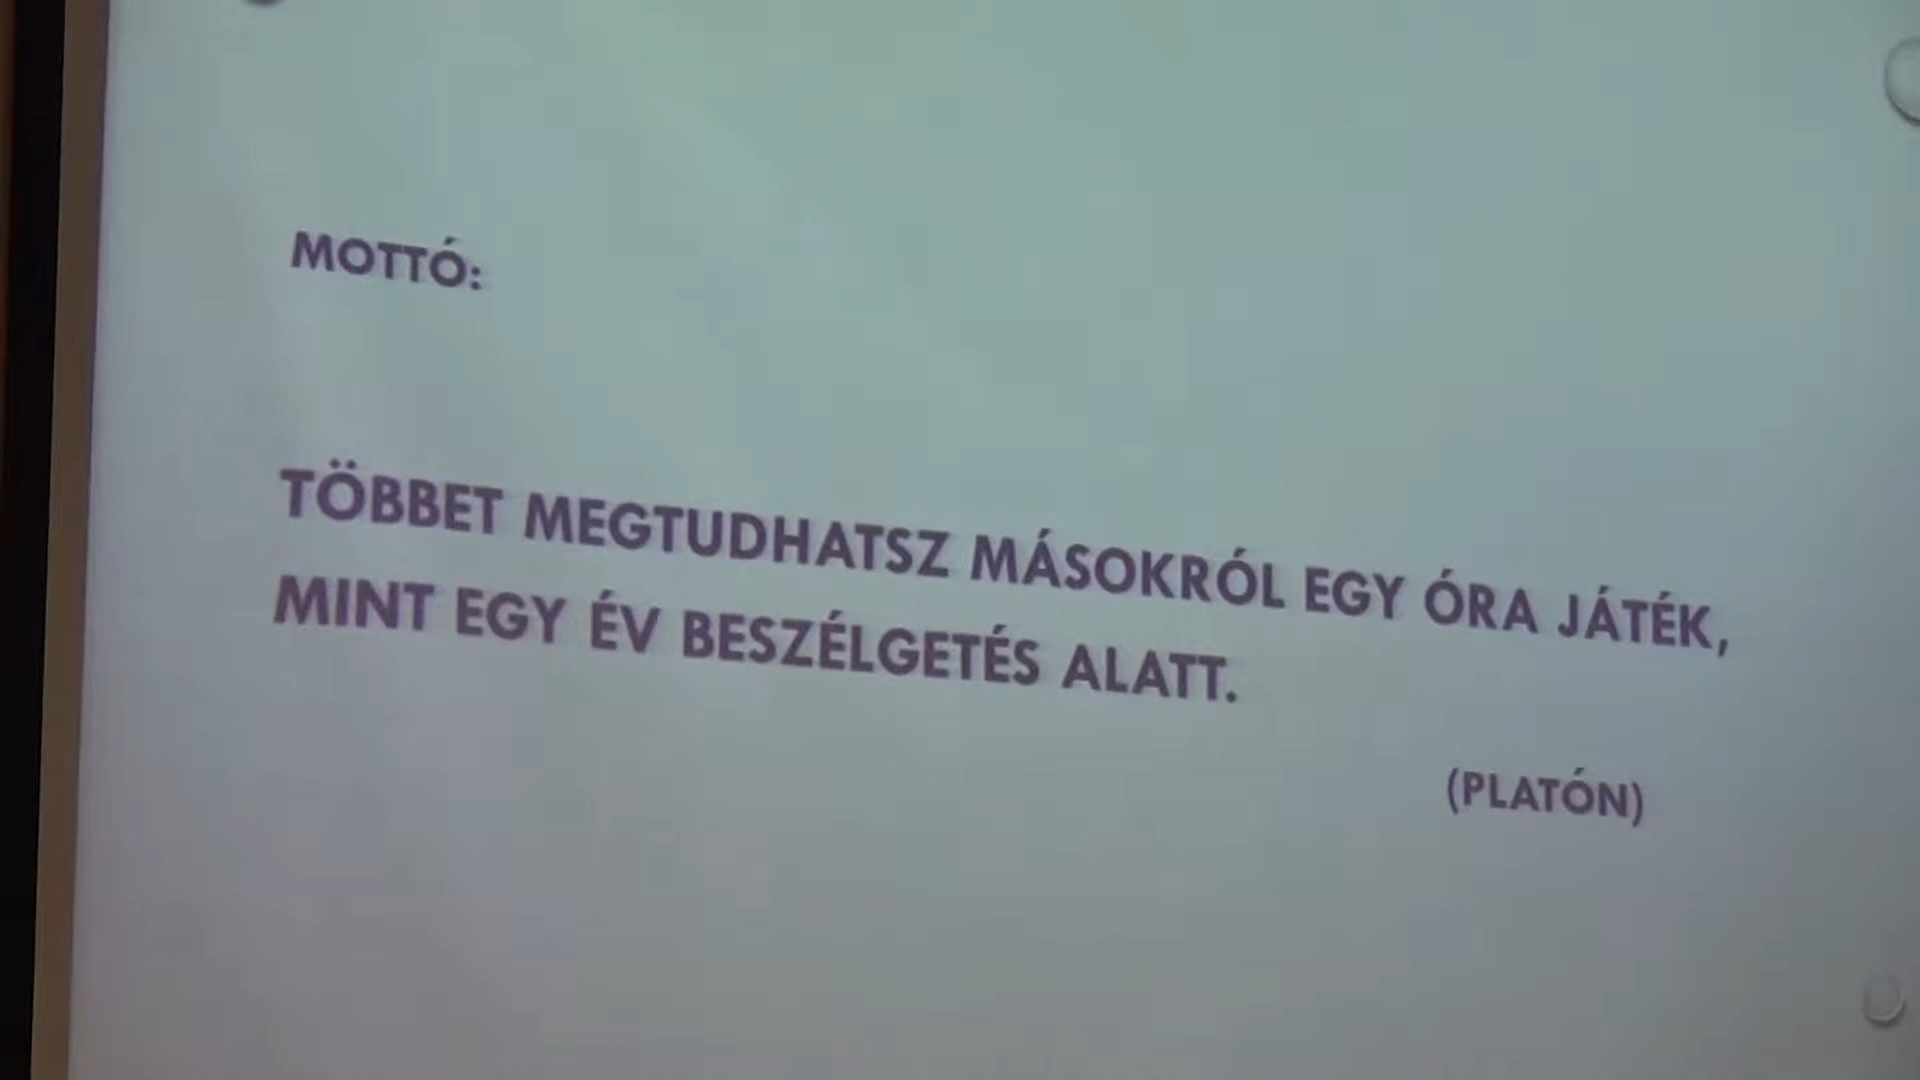 MOTTÓ:
TÖBBET MEGTUDHATSZ MÁSOKRÓL EGY ÓRA JÁTÉK,
MINT EGY ÉV BESZÉLGETÉS ALATT.
(PLATÓN)